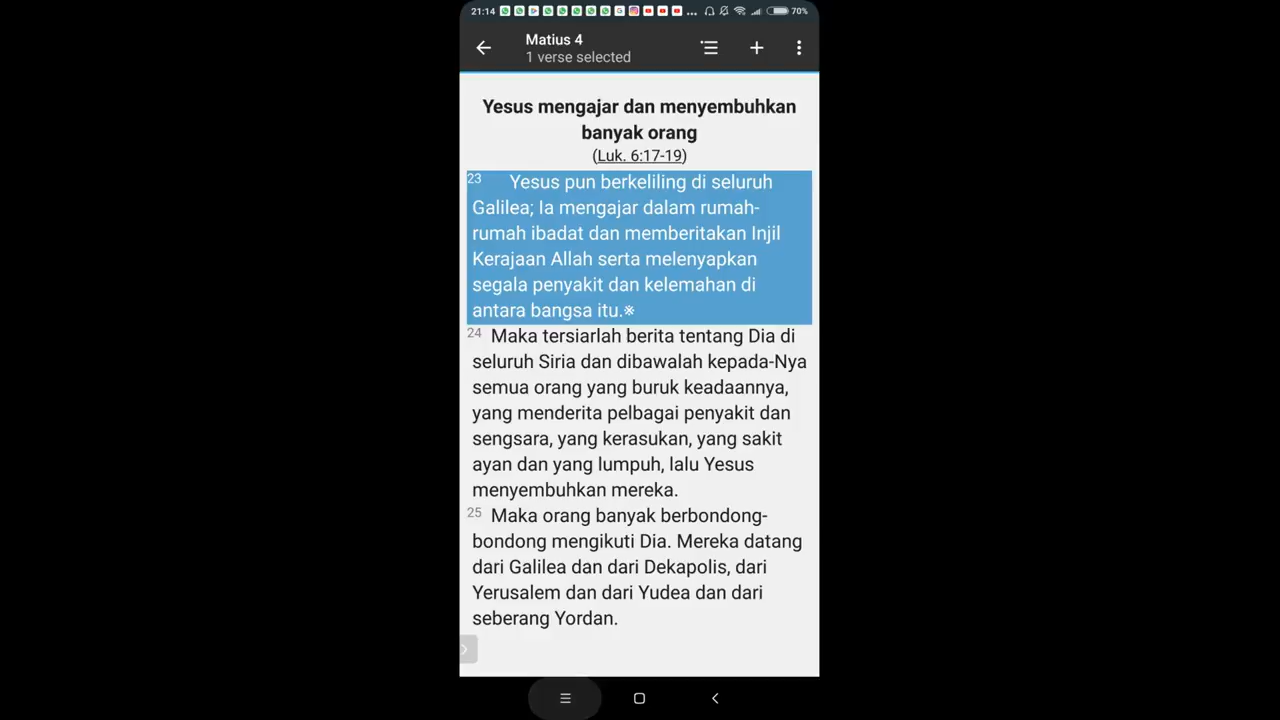 21:14
70%
Matius 4
1 verse selected
Yesus mengajar dan menyembuhkan
banyak orang
(Luk. 6:17-19)
23 Yesus pun berkeliling di seluruh
Galilea; Ia mengajar dalam rumah-
rumah ibadat dan memberitakan Injil
Kerajaan Allah serta melenyapkan
segala penyakit dan kelemahan di
antara bangsa itu.※
24 Maka tersiarlah berita tentang Dia di
seluruh Siria dan dibawalah kepada-Nya
semua orang yang buruk keadaannya,
yang menderita pelbagai penyakit dan
sengsara, yang kerasukan, yang sakit
ayan dan yang lumpuh, lalu Yesus
menyembuhkan mereka.
25 Maka orang banyak berbondong-
bondong mengikuti Dia. Mereka datang
dari Galilea dan dari Dekapolis, dari
Yerusalem dan dari Yudea dan dari
seberang Yordan.